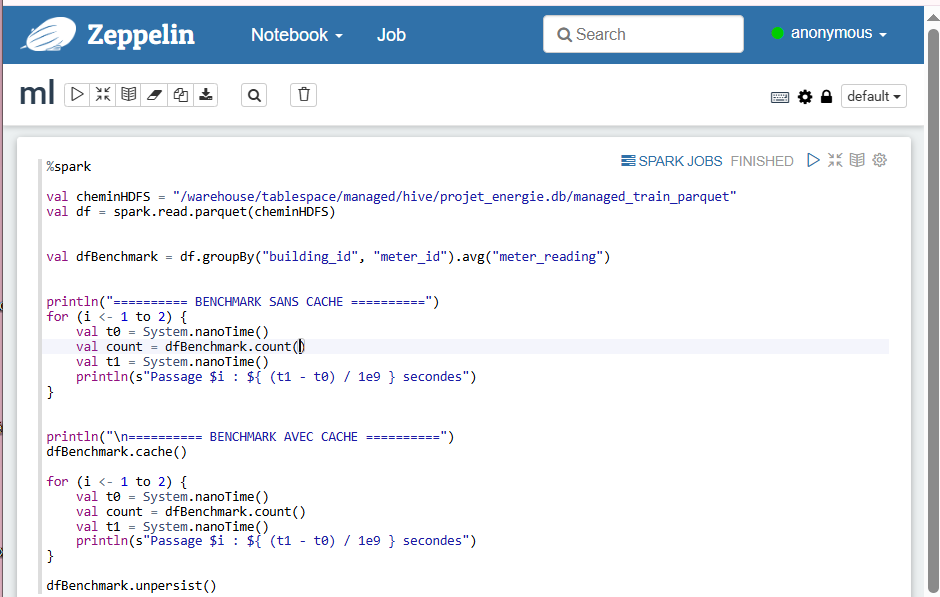 Zeppelin Notebook Job Search anonymous
ml default
%spark SPARK JOBS FINISHED
val cheminHDFS = "/warehouse/tablespace/managed/hive/projet_energie.db/managed_train_parquet"
val df = spark.read.parquet(cheminHDFS)
val dfBenchmark = df.groupBy("building_id", "meter_id").avg("meter_reading")
println("========== BENCHMARK SANS CACHE ==========")
for (i <- 1 to 2) {
    val t0 = System.nanoTime()
    val count = dfBenchmark.count()
    val t1 = System.nanoTime()
    println(s"Passage $i : ${ (t1 - t0) / 1e9 } secondes")
}
println("\n========== BENCHMARK AVEC CACHE ==========")
dfBenchmark.cache()
for (i <- 1 to 2) {
    val t0 = System.nanoTime()
    val count = dfBenchmark.count()
    val t1 = System.nanoTime()
    println(s"Passage $i : ${ (t1 - t0) / 1e9 } secondes")
}
dfBenchmark.unpersist()